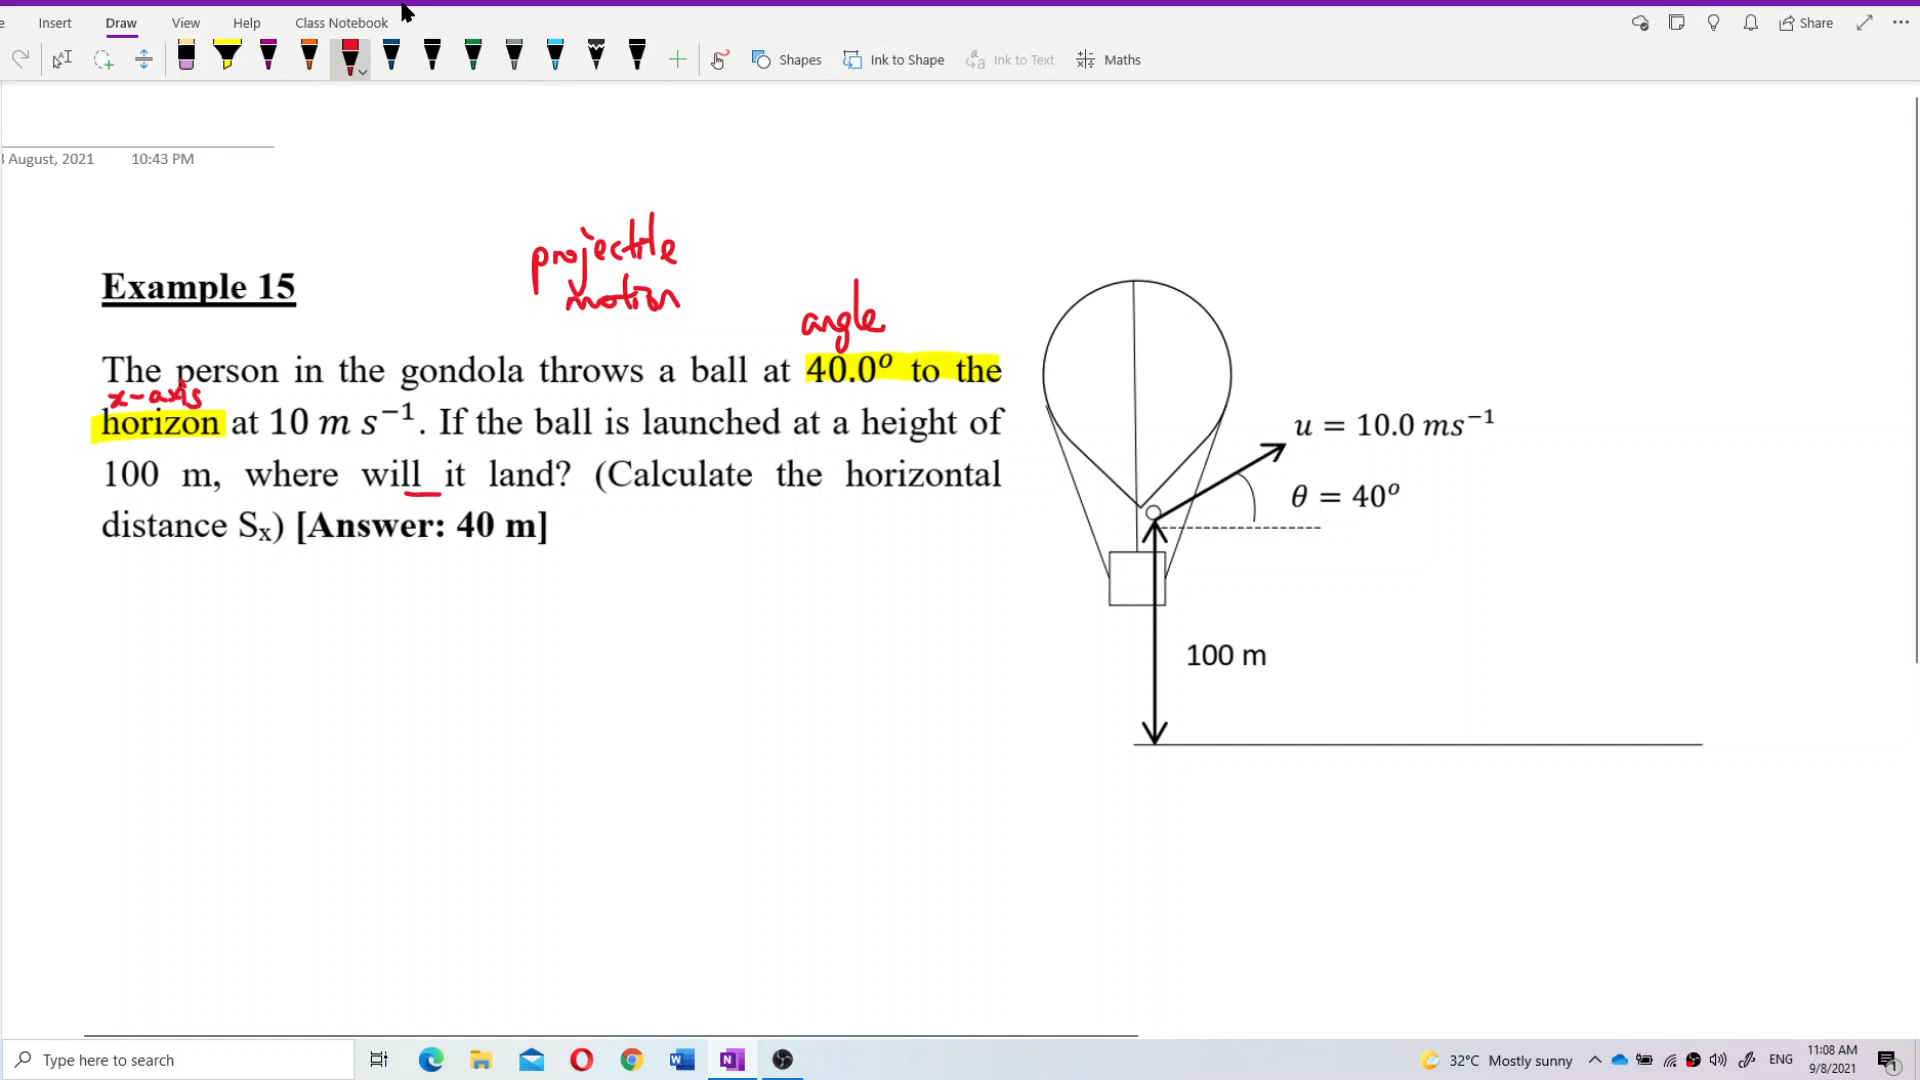 Insert Draw View Help Class Notebook Share
Shapes Ink to Shape Ink to Text Maths
August, 2021 10:43 PM
projectile
motion
Example 15
angle
The person in the gondola throws a ball at 40.0° to the
x-axis
horizon at 10 m s⁻¹. If the ball is launched at a height of
100 m, where will it land? (Calculate the horizontal
distance Sₓ) [Answer: 40 m]
u = 10.0 ms⁻¹
θ = 40°
100 m
Type here to search
32°C Mostly sunny ENG 11:08 AM
9/8/2021